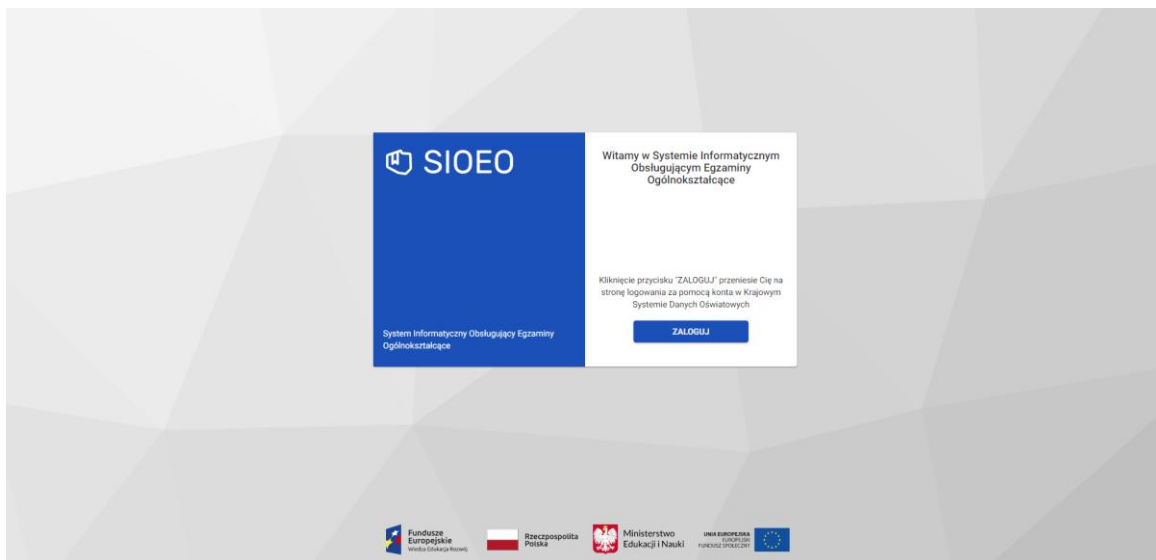 SIOEO
System Informatyczny Obsługujący Egzaminy
Ogólnokształcące
Witamy w Systemie Informatycznym
Obsługującym Egzaminy
Ogólnokształcące
Kliknięcie przycisku "ZALOGUJ" przeniesie Cię na
stronę logowania za pomocą konta w Krajowym
Systemie Danych Oświatowych
ZALOGUJ
Fundusze
Europejskie
Wiedza Edukacja Rozwój
Rzeczpospolita
Polska
Ministerstwo
Edukacji i Nauki
UNIA EUROPEJSKA
EUROPEJSKI
FUNDUSZ SPOŁECZNY